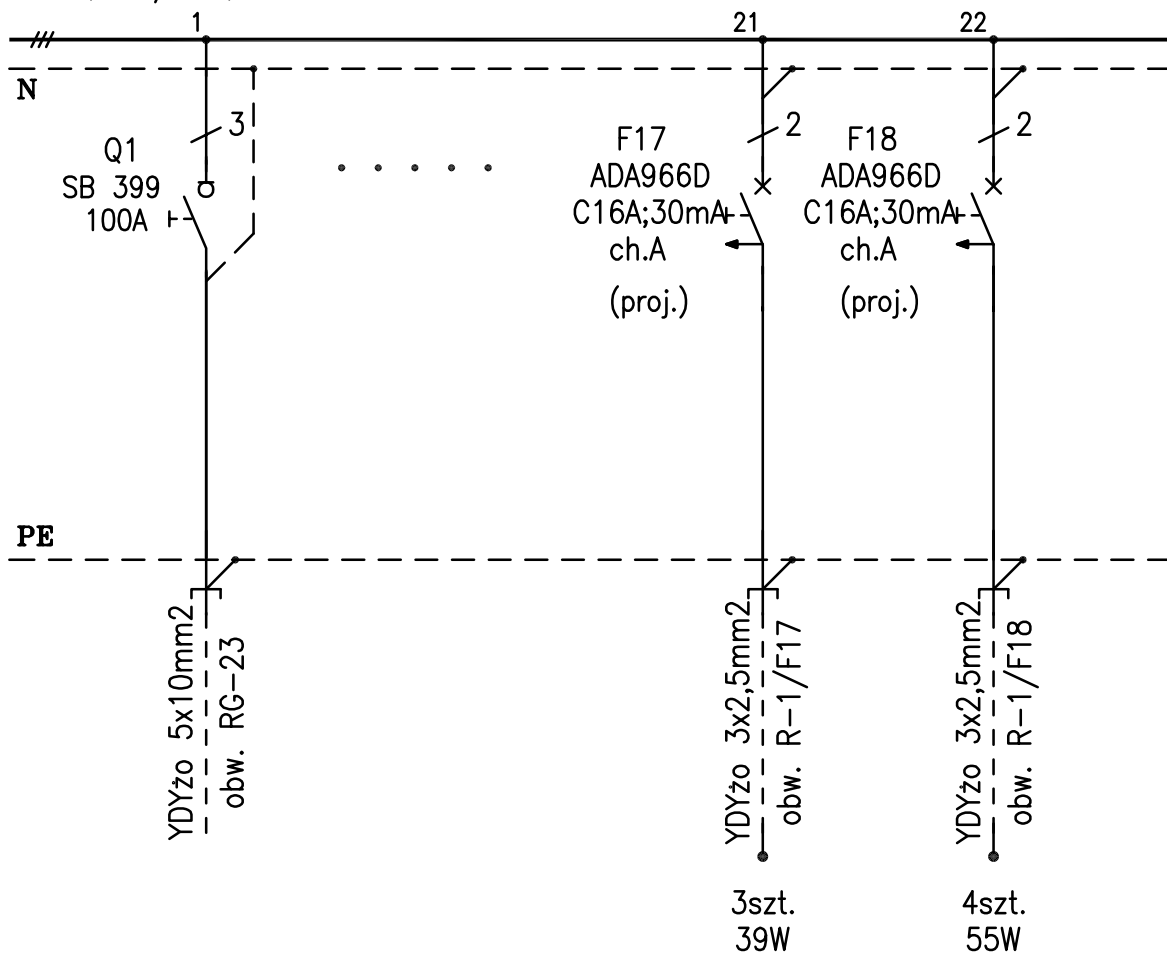 1
21
22
N
3
2
2
Q1
SB 399
100A
F17
ADA966D
C16A;30mA
ch.A
(proj.)
F18
ADA966D
C16A;30mA
ch.A
(proj.)
PE
YDYżo 5x10mm2
obw. RG-23
YDYżo 3x2,5mm2
obw. R-1/F17
YDYżo 3x2,5mm2
obw. R-1/F18
3szt.
39W
4szt.
55W